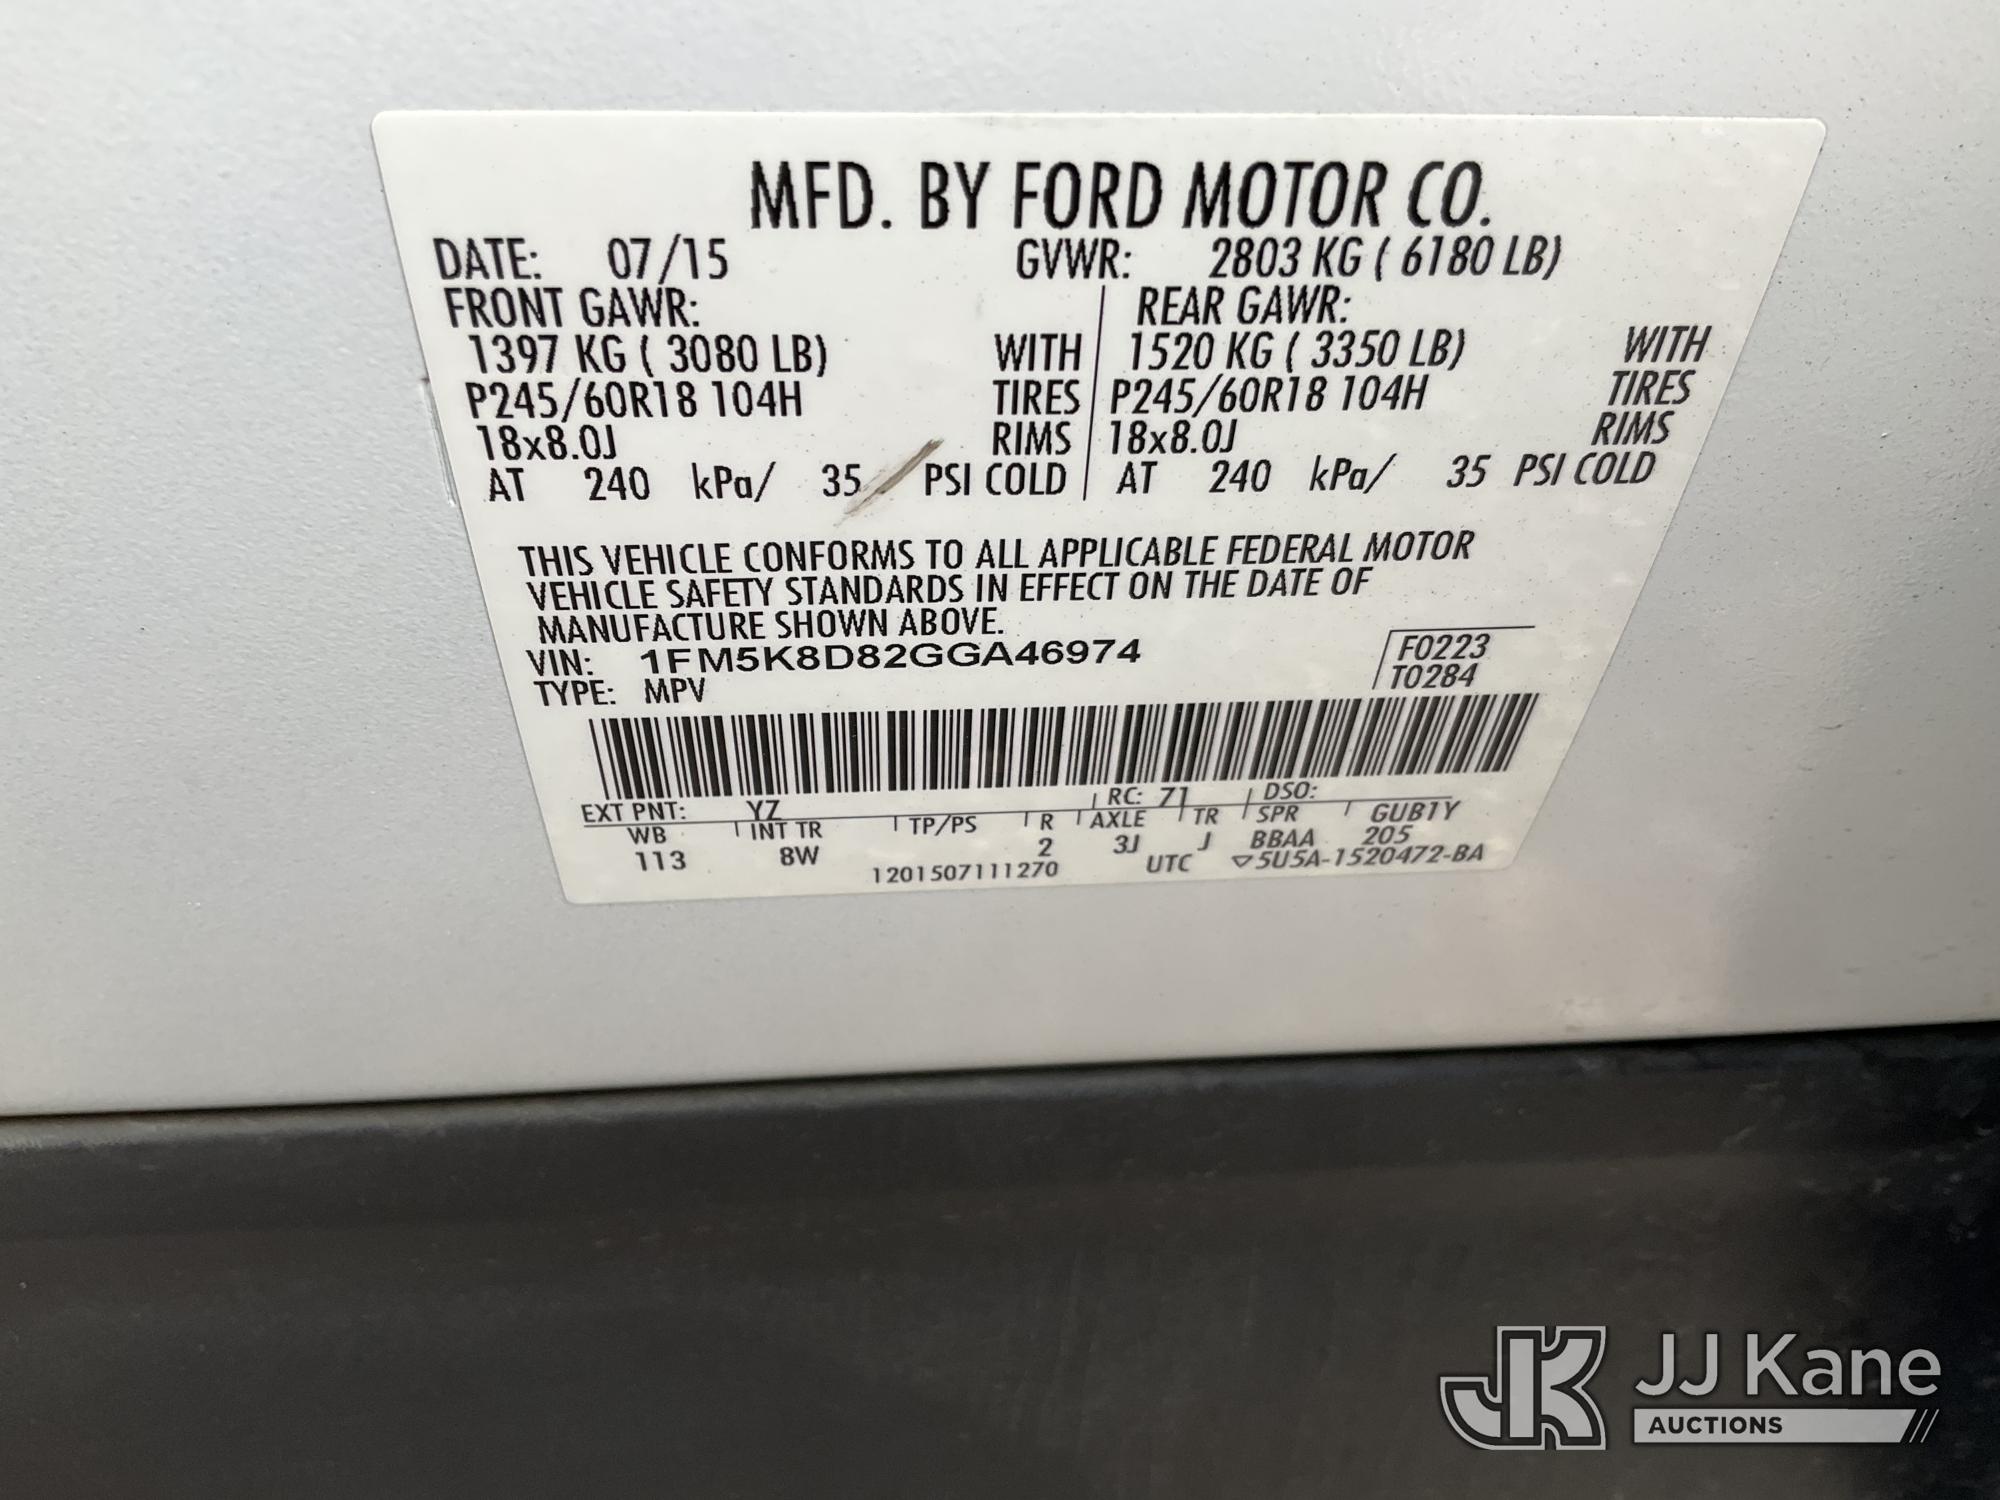 MFD. BY FORD MOTOR CO.
DATE: 07/15 GVWR: 2803 KG ( 6180 LB)
FRONT GAWR: REAR GAWR:
1397 KG ( 3080 LB) WITH 1520 KG ( 3350 LB) WITH
P245/60R18 104H TIRES P245/60R18 104H TIRES
18x8.0J RIMS 18x8.0J RIMS
AT 240 kPa/ 35 PSI COLD AT 240 kPa/ 35 PSI COLD
THIS VEHICLE CONFORMS TO ALL APPLICABLE FEDERAL MOTOR
VEHICLE SAFETY STANDARDS IN EFFECT ON THE DATE OF
MANUFACTURE SHOWN ABOVE.
VIN: 1FM5K8D82GGA46974 F0223
TYPE: MPV T0284
EXT PNT: YZ RC: 71 DSO:
WB INT TR TP/PS R AXLE TR SPR GUB1Y
113 8W 2 3J J BBAA 205
1201507111270 UTC ▽5U5A-1520472-BA
JK JJ Kane
AUCTIONS